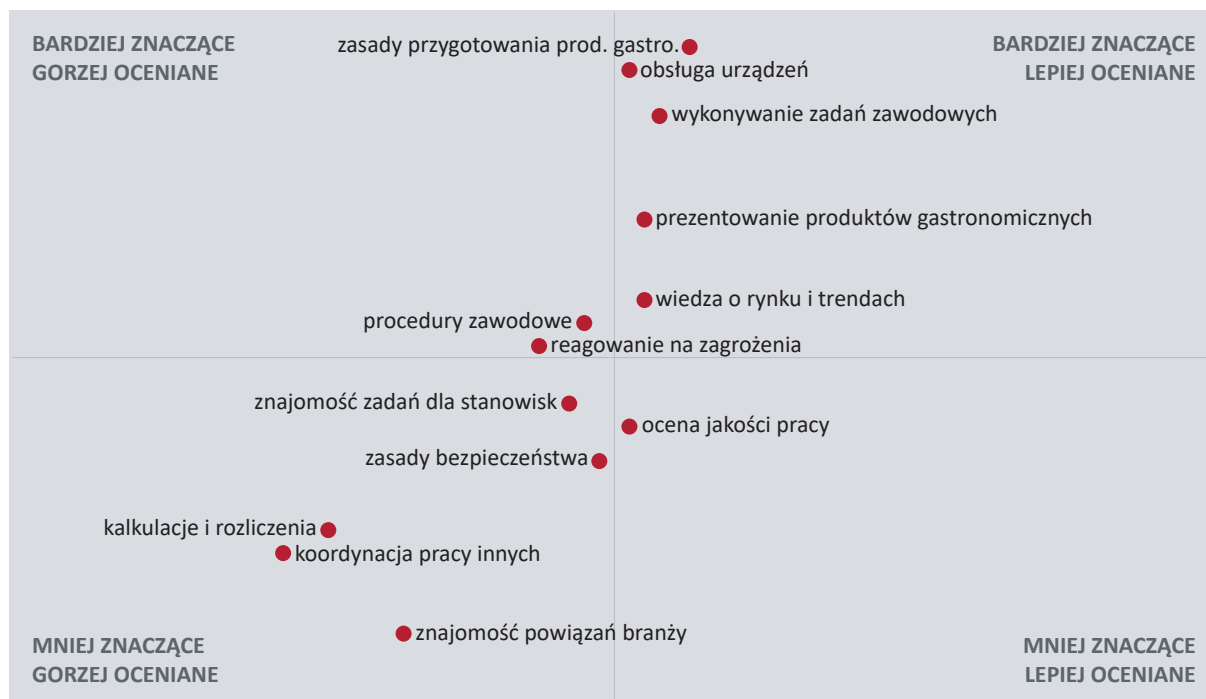 BARDZIEJ ZNACZĄCE
GORZEJ OCENIANE
BARDZIEJ ZNACZĄCE
LEPIEJ OCENIANE
zasady przygotowania prod. gastro.
obsługa urządzeń
wykonywanie zadań zawodowych
prezentowanie produktów gastronomicznych
wiedza o rynku i trendach
procedury zawodowe
reagowanie na zagrożenia
znajomość zadań dla stanowisk
ocena jakości pracy
zasady bezpieczeństwa
kalkulacje i rozliczenia
koordynacja pracy innych
znajomość powiązań branży
MNIEJ ZNACZĄCE
GORZEJ OCENIANE
MNIEJ ZNACZĄCE
LEPIEJ OCENIANE